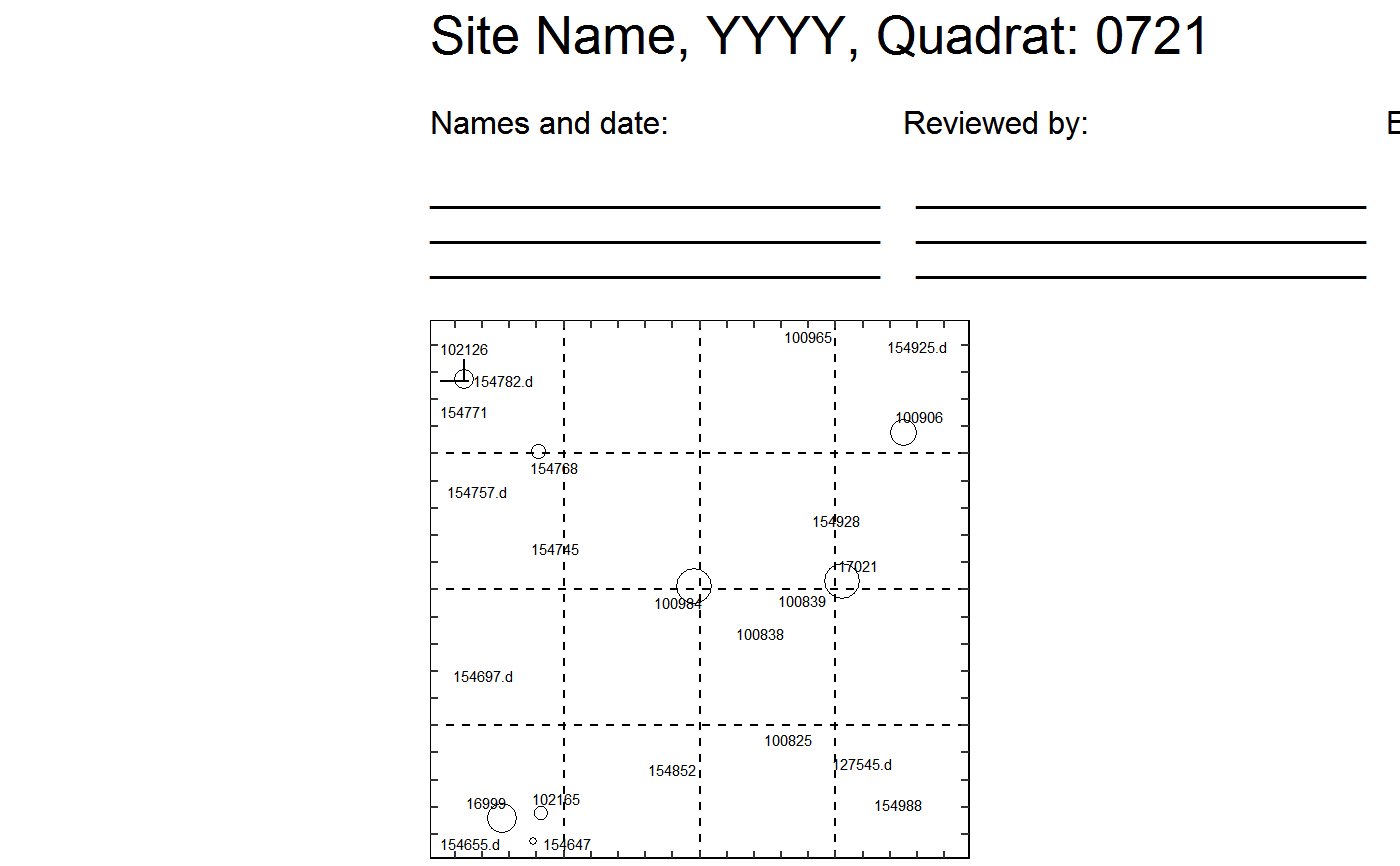 Site Name, YYYY, Quadrat: 0721
Names and date:
Reviewed by:
E
100965
154925.d
102126
154782.d
154771
100906
154768
154757.d
154928
154745
17021
100984
100839
100838
154697.d
100825
127545.d
154852
16999
102165
154988
154655.d
154647